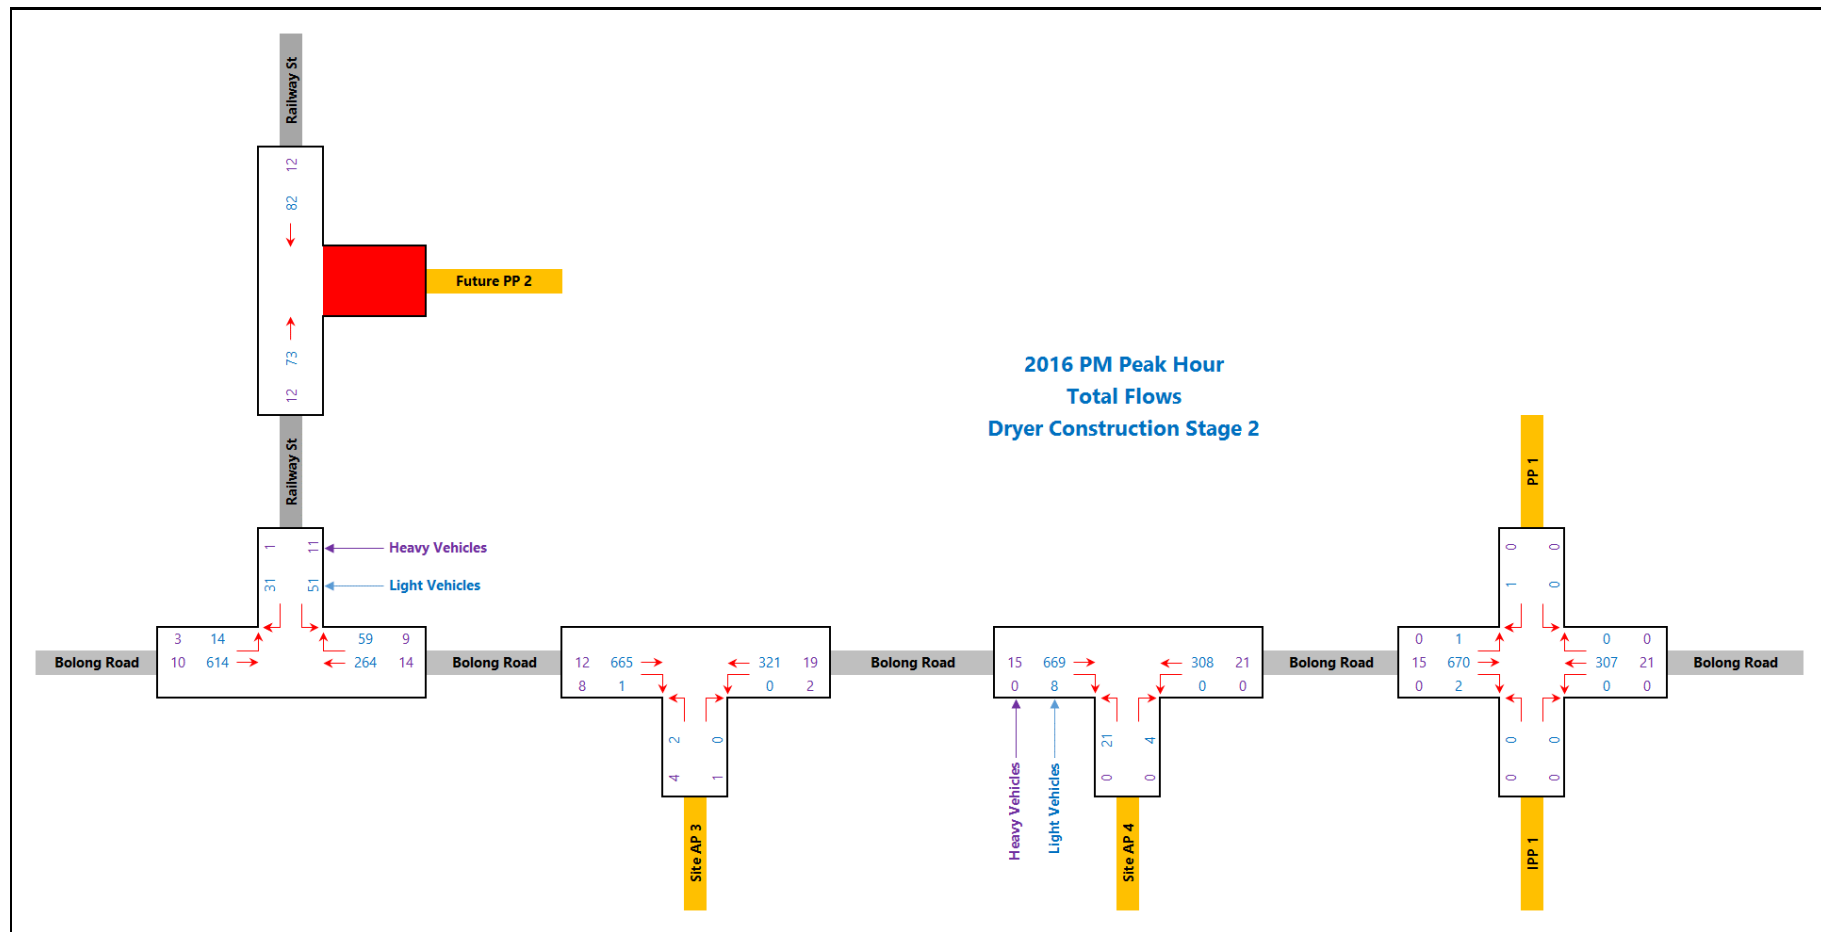 Railway St
12
82
Future PP 2
73
12
2016 PM Peak Hour
Total Flows
Dryer Construction Stage 2
Railway St
PP 1
1 11 Heavy Vehicles
31 51 Light Vehicles
0 0
1 0
3 14 59 9
10 614 264 14
Bolong Road
Bolong Road
12 665 321 19
8 1 0 2
Bolong Road
15 669 308 21
0 8 0 0
Bolong Road
0 1 0 0
15 670 307 21
0 2 0 0
Bolong Road
2 0
4 1
21 4
0 0
0 0
0 0
Heavy Vehicles
Light Vehicles
Site AP 3
Site AP 4
IPP 1